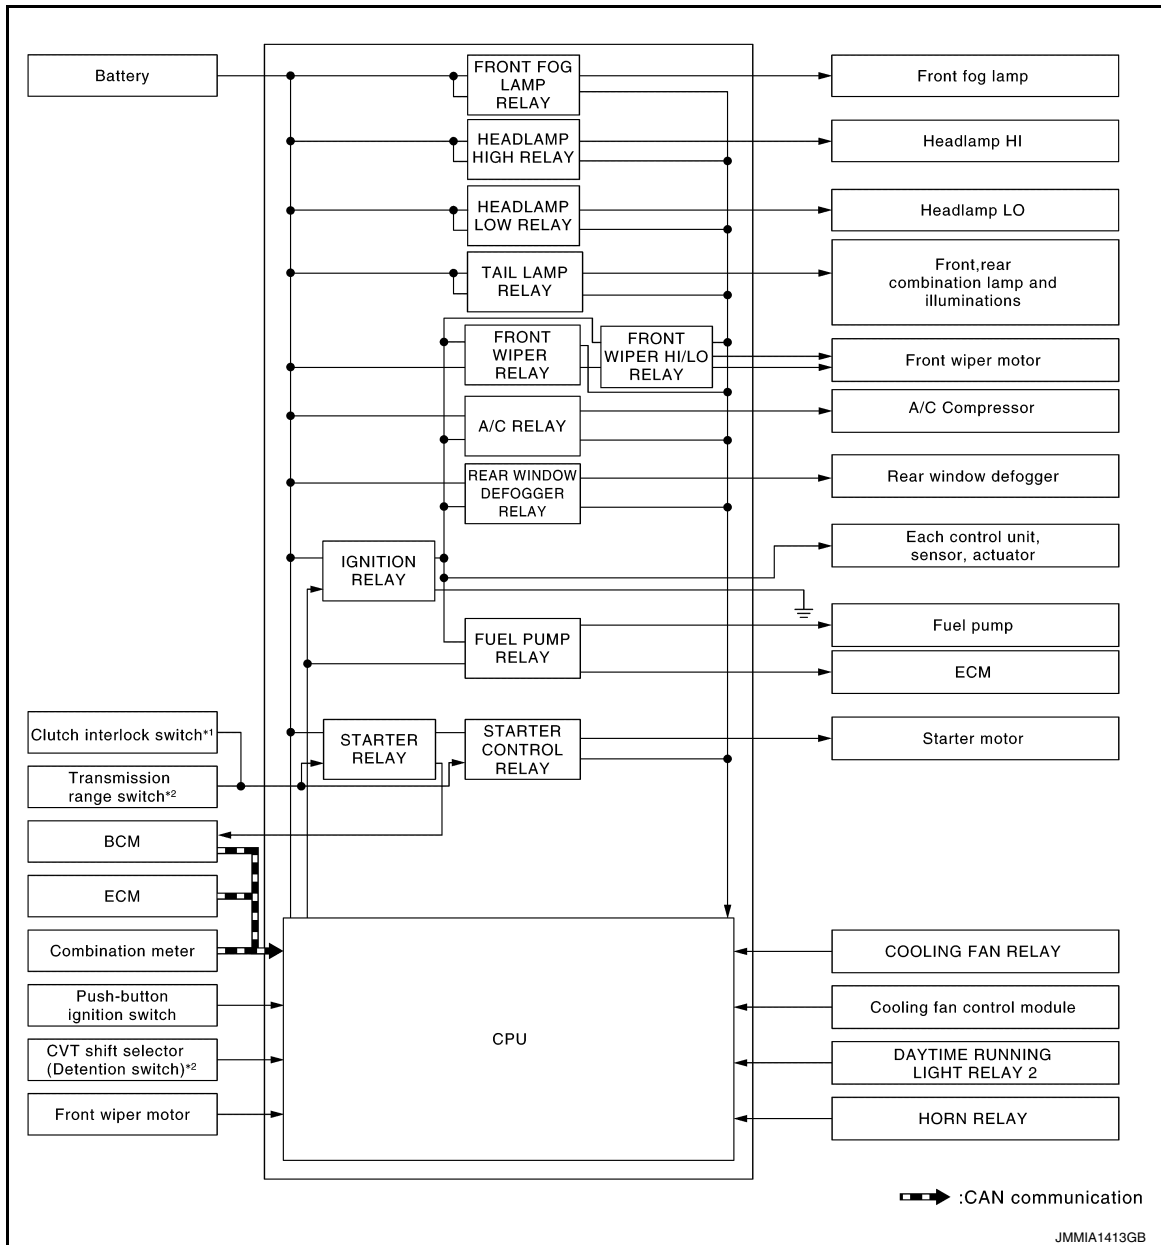 Battery
FRONT FOG
LAMP
RELAY
Front fog lamp
HEADLAMP
HIGH RELAY
Headlamp HI
HEADLAMP
LOW RELAY
Headlamp LO
TAIL LAMP
RELAY
Front,rear
combination lamp and
illuminations
FRONT
WIPER
RELAY
FRONT
WIPER HI/LO
RELAY
Front wiper motor
A/C RELAY
A/C Compressor
REAR WINDOW
DEFOGGER
RELAY
Rear window defogger
IGNITION
RELAY
Each control unit,
sensor, actuator
FUEL PUMP
RELAY
Fuel pump
ECM
Clutch interlock switch*1
Transmission
range switch*2
STARTER
RELAY
STARTER
CONTROL
RELAY
Starter motor
BCM
ECM
Combination meter
Push-button
ignition switch
CVT shift selector
(Detention switch)*2
Front wiper motor
CPU
COOLING FAN RELAY
Cooling fan control module
DAYTIME RUNNING
LIGHT RELAY 2
HORN RELAY
:CAN communication
JMMIA1413GB